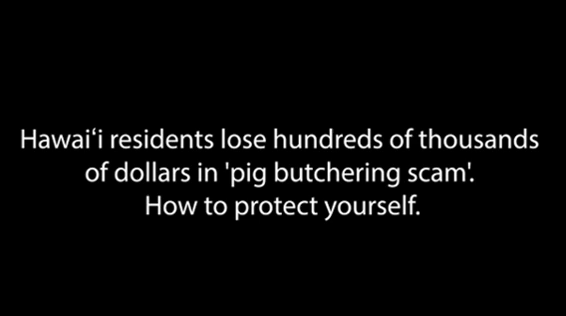 Hawaiʻi residents lose hundreds of thousands
of dollars in 'pig butchering scam'.
How to protect yourself.